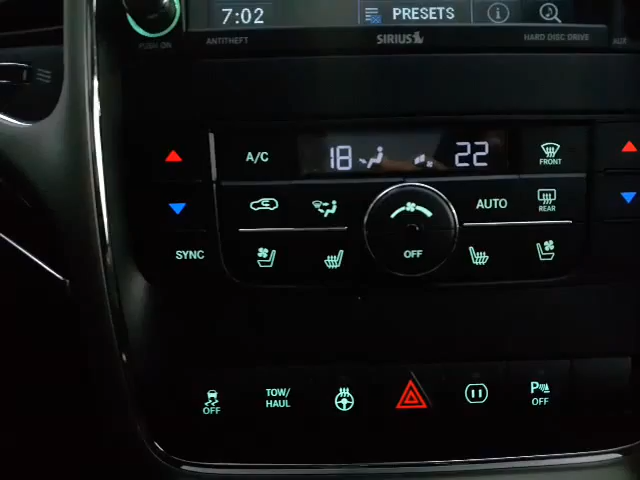 7:02
PRESETS
PUSH ON
ANTITHEFT
SIRIUS
HARD DISC DRIVE
AUX
A/C
18
22
FRONT
AUTO
REAR
SYNC
OFF
OFF
TOW/
HAUL
P
OFF